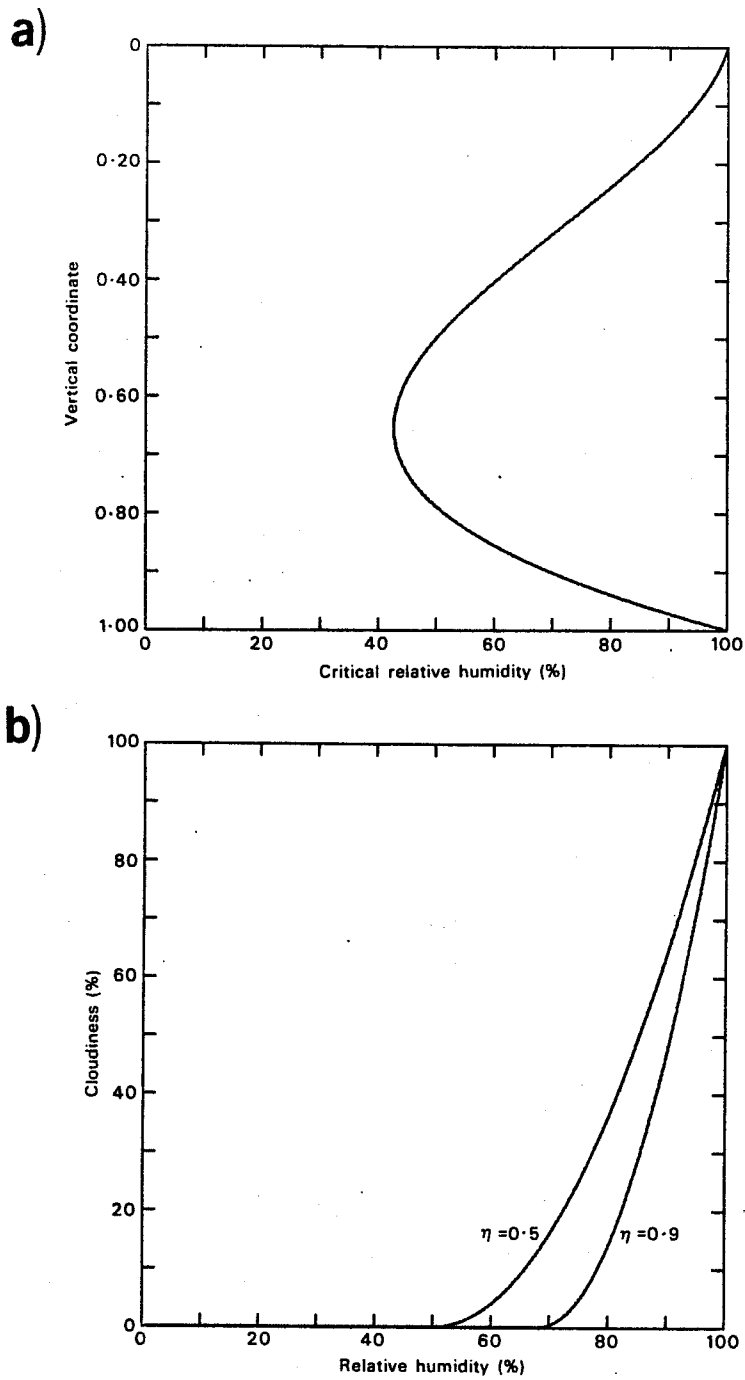 a)
0
0·20
0·40
0·60
0·80
1·00
Vertical coordinate
0 20 40 60 80 100
Critical relative humidity (%)
b)
100
80
60
40
20
0
Cloudiness (%)
η =0·5
η =0·9
0 20 40 60 80 100
Relative humidity (%)